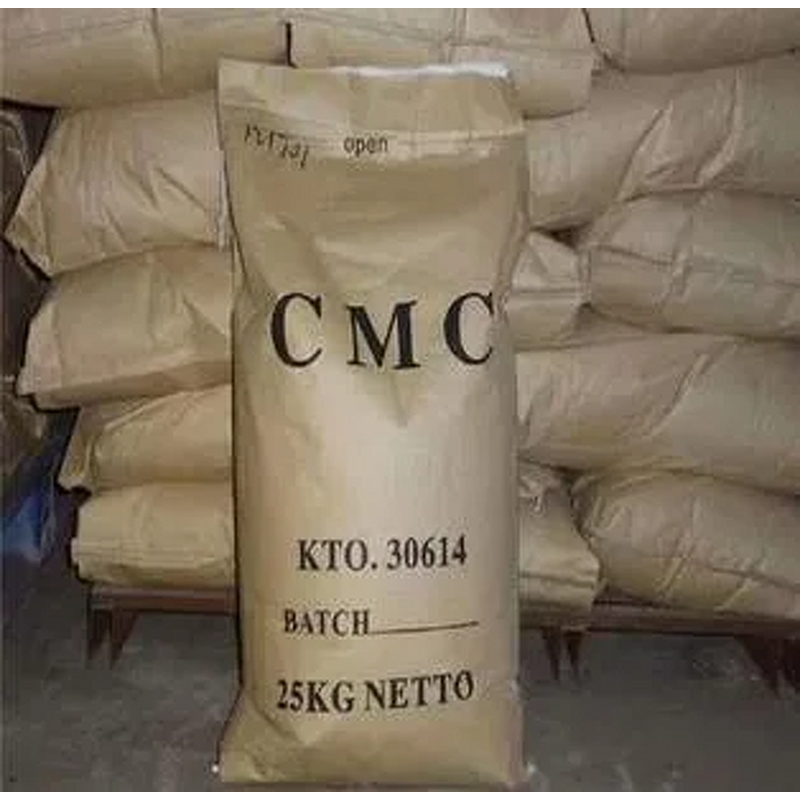 open
CMC
KTO. 30614
BATCH
25KG NETTO